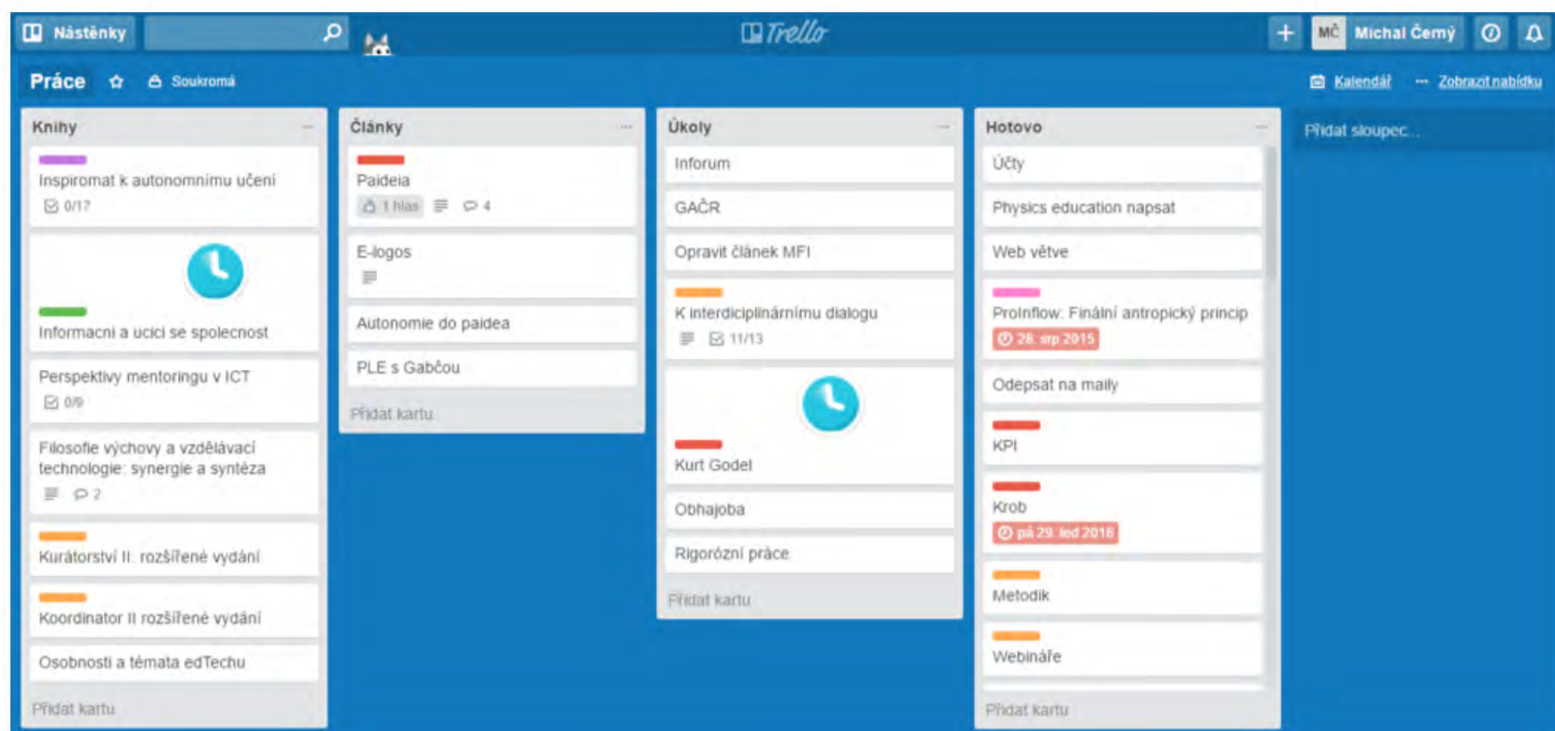 Nástěnky
Trello
MČ Michal Černý
Práce
Soukromá
Kalendář
Zobrazit nabídku
Knihy
Inspiromat k autonomnímu učení
0/17
Informacni a ucici se spolecnost
Perspektivy mentoringu v ICT
0/9
Filosofie výchovy a vzdělávací
technologie: synergie a syntéza
2
Kurátorství II. rozšířené vydání
Koordinator II rozšířené vydání
Osobnosti a témata edTechu
Přidat kartu
Články
Paideia
1 hlas
4
E-logos
Autonomie do paidea
PLE s Gabčou
Přidat kartu
Úkoly
Inforum
GAČR
Opravit článek MFI
K interdiciplinárnímu dialogu
11/13
Kurt Godel
Obhajoba
Rigorózní práce
Přidat kartu
Hotovo
Účty
Physics education napsat
Web větve
ProInflow: Finální antropický princip
28. srp 2015
Odepsat na maily
KPI
Krob
pá 29. led 2016
Metodik
Webináře
Přidat kartu
Přidat sloupec...